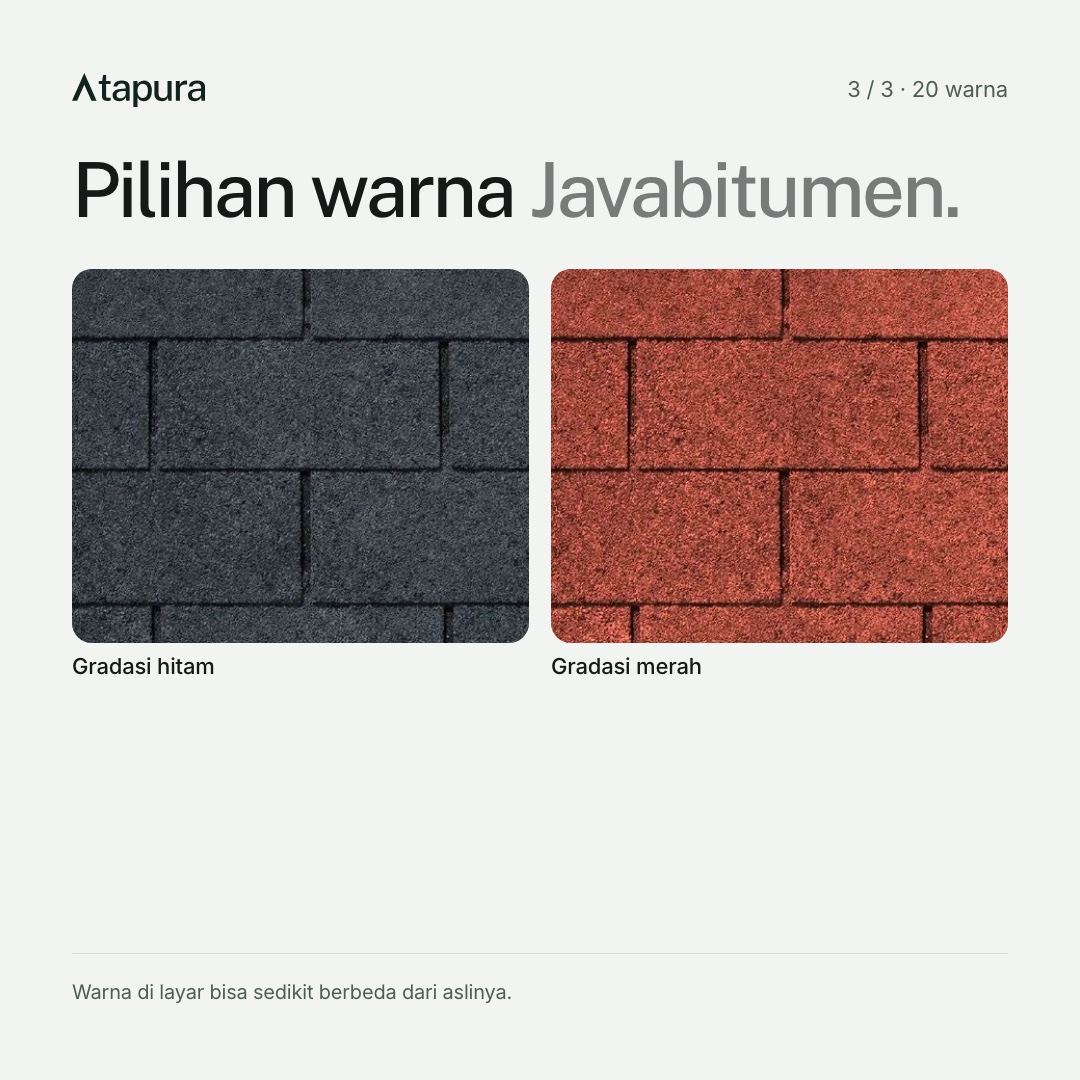 Atapura
3 / 3 · 20 warna
Pilihan warna Javabitumen.
Gradasi hitam
Gradasi merah
Warna di layar bisa sedikit berbeda dari aslinya.